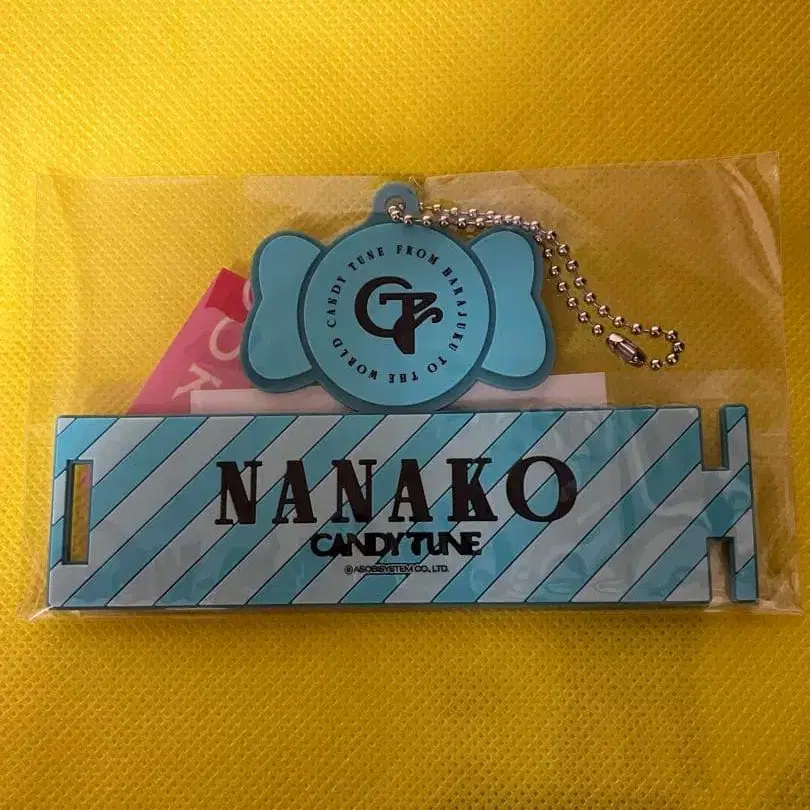 CANDY TUNE FROM HARAJUKU TO THE WORLD
CT
NANAKO
CANDY TUNE
© ASOBISYSTEM CO., LTD.